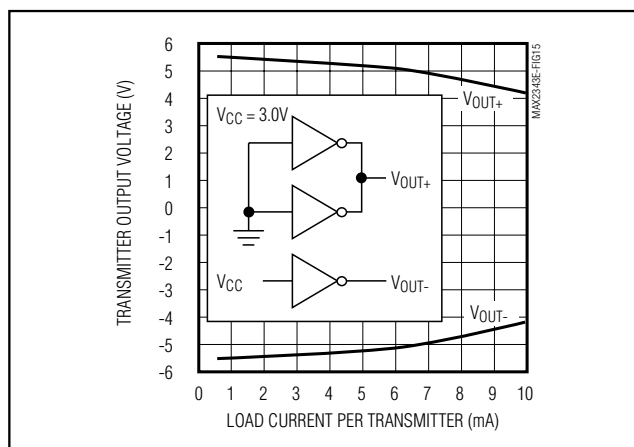 TRANSMITTER OUTPUT VOLTAGE (V)
6
5
4
3
2
1
0
-1
-2
-3
-4
-5
-6
VCC = 3.0V
VOUT+
VCC
VOUT-
VOUT+
VOUT-
MAX2343E-FIG15
0 1 2 3 4 5 6 7 8 9 10
LOAD CURRENT PER TRANSMITTER (mA)